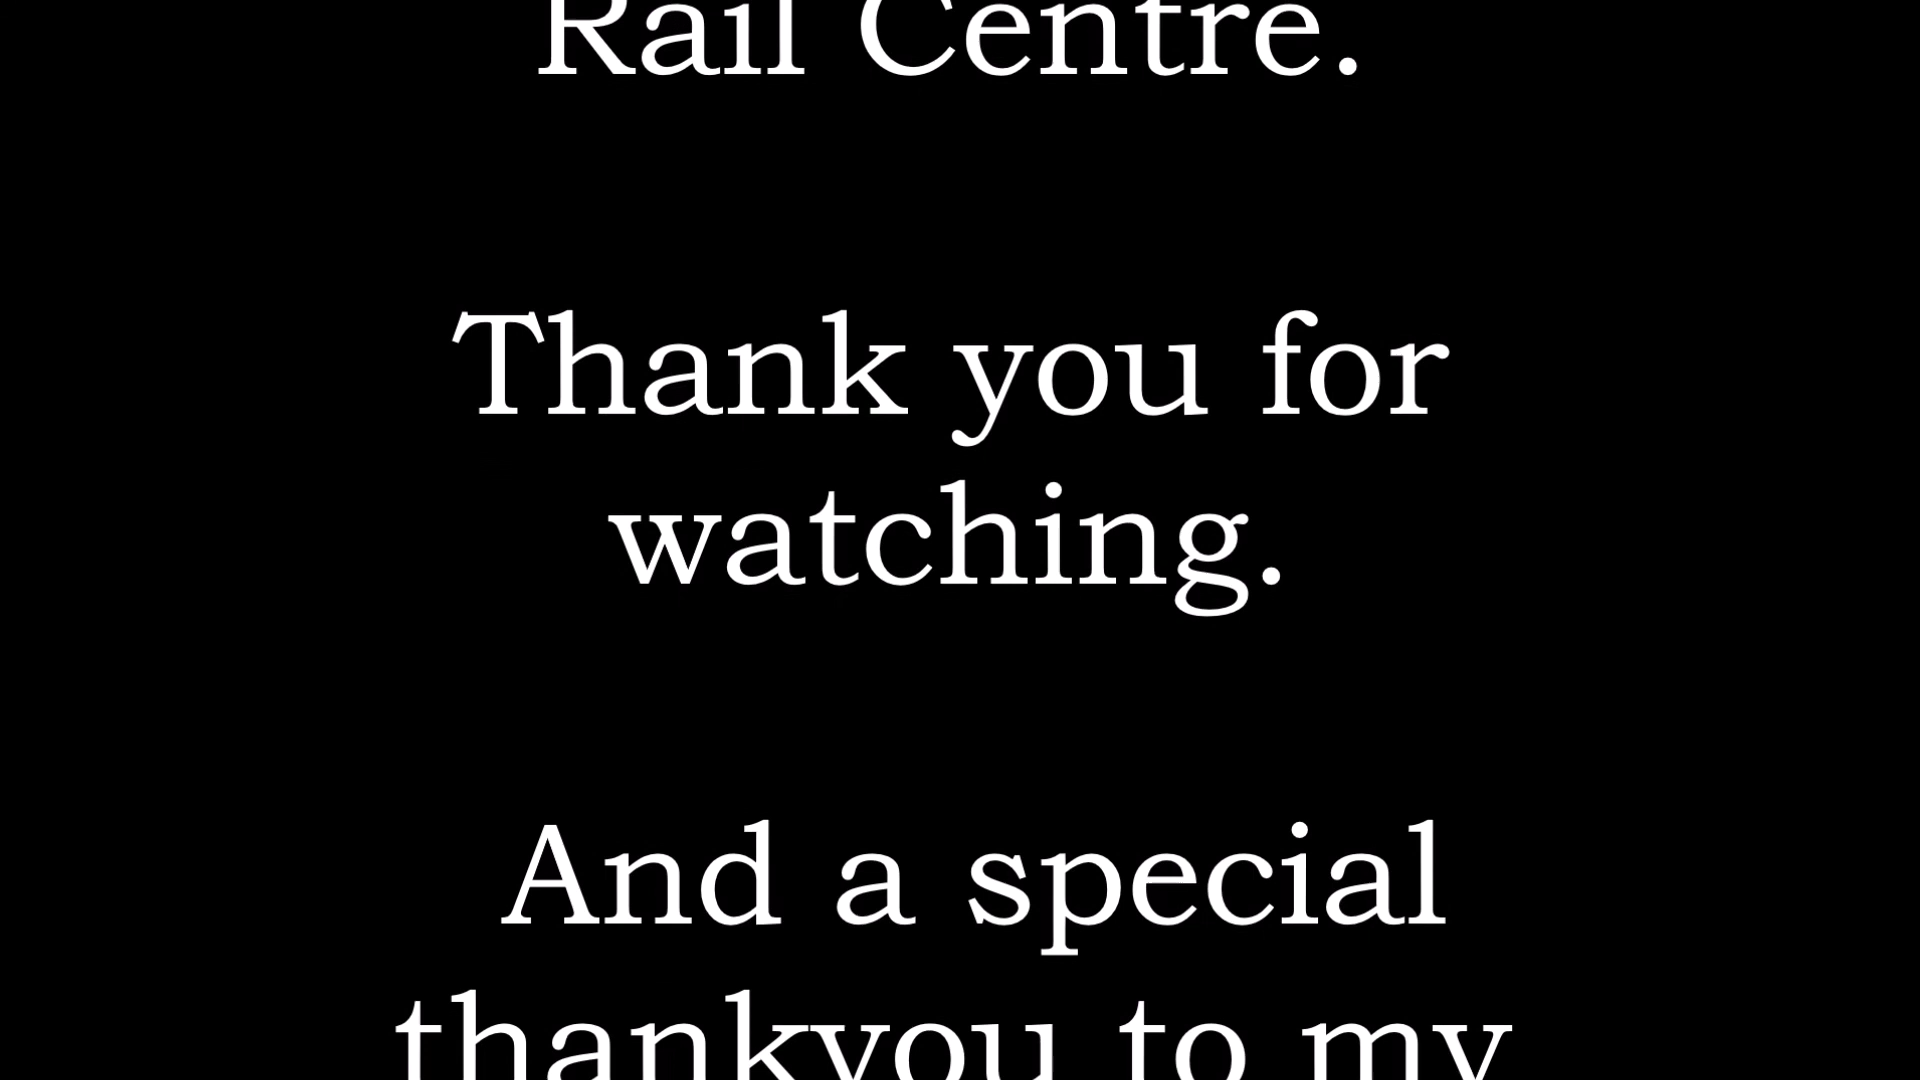 Rail Centre.
Thank you for
watching.
And a special
thankyou to my